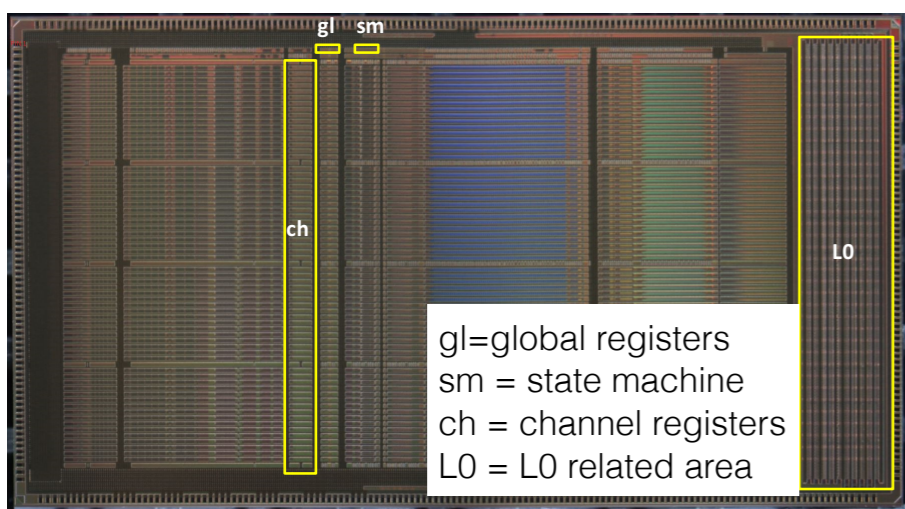 gl sm
ch
L0
gl=global registers
sm = state machine
ch = channel registers
L0 = L0 related area